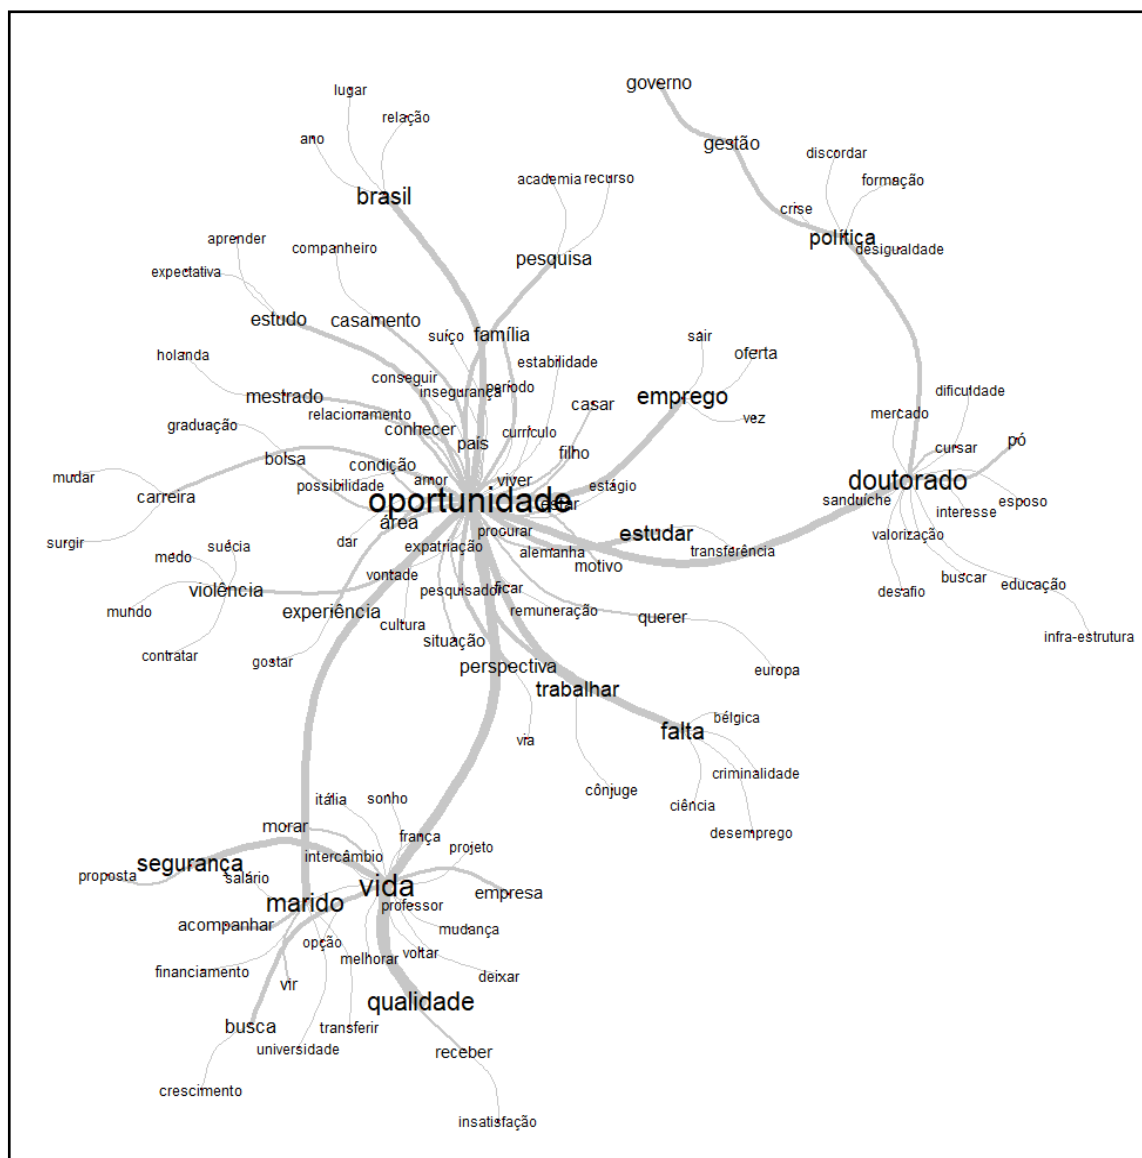 governo
lugar
relação
ano
gestão
discordar
formação
academia
recurso
brasil
crise
política
desigualdade
aprender
companheiro
expectativa
pesquisa
estudo
casamento
suíço
família
sair
oferta
estabilidade
holanda
conseguir
insegurança
período
mestrado
relacionamento
conhecer
país
currículo
casar
emprego
vez
dificuldade
mercado
cursar
pó
graduação
bolsa
condição
filho
mudar
carreira
possibilidade
amor
viver
estágio
doutorado
oportunidade
estar
sanduíche
interesse
esposo
área
procurar
estudar
valorização
surgir
dar
suécia
medo
expatriação
alemanha
motivo
transferência
buscar
violência
vontade
pesquisador
ficar
desafio
educação
mundo
experiência
cultura
remuneração
querer
infra-estrutura
contratar
gostar
situação
perspectiva
trabalhar
europa
via
falta
bélgica
cônjuge
criminalidade
ciência
desemprego
itália
sonho
morar
frança
projeto
intercâmbio
segurança
proposta
salário
vida
marido
professor
empresa
acompanhar
opção
mudança
melhorar
voltar
financiamento
vir
deixar
qualidade
busca
transferir
universidade
receber
crescimento
insatisfação